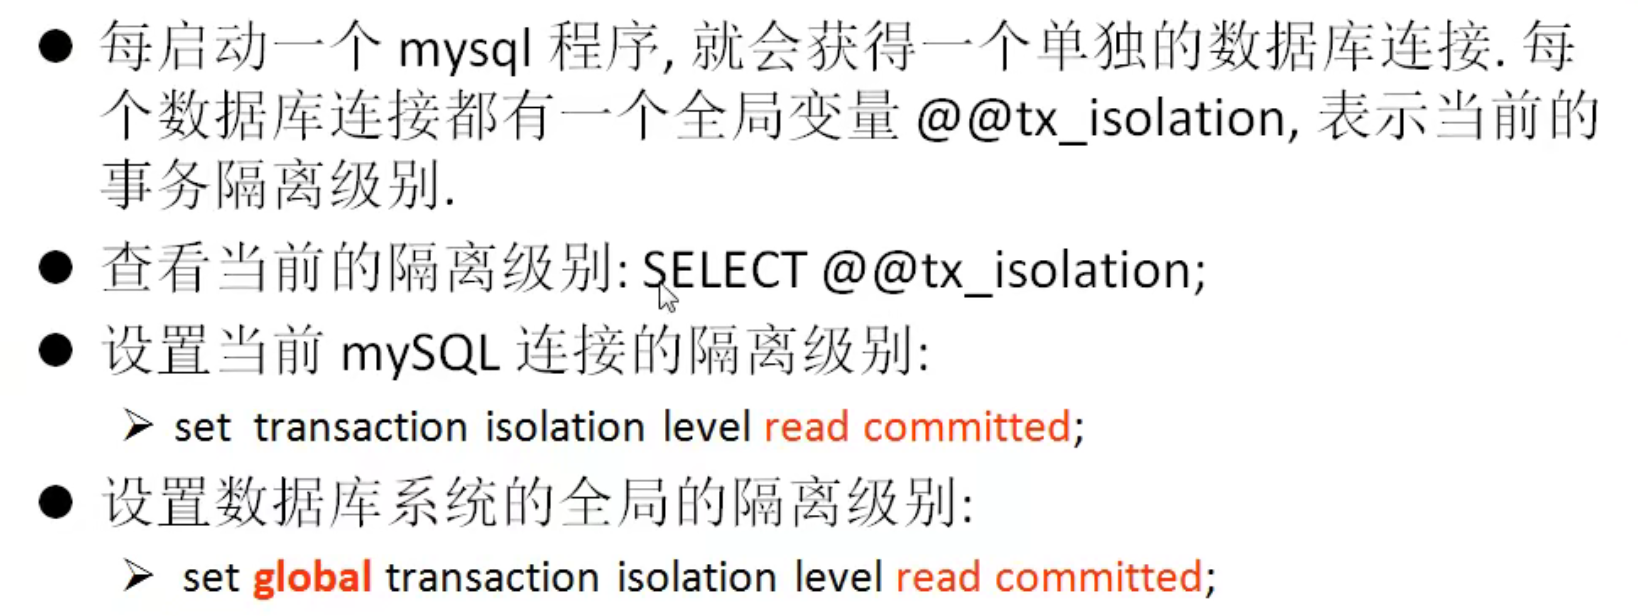 ● 每启动一个 mysql 程序, 就会获得一个单独的数据库连接. 每
个数据库连接都有一个全局变量 @@tx_isolation, 表示当前的
事务隔离级别.
● 查看当前的隔离级别: SELECT @@tx_isolation;
● 设置当前 mySQL 连接的隔离级别:
➢ set transaction isolation level read committed;
● 设置数据库系统的全局的隔离级别:
➢ set global transaction isolation level read committed;